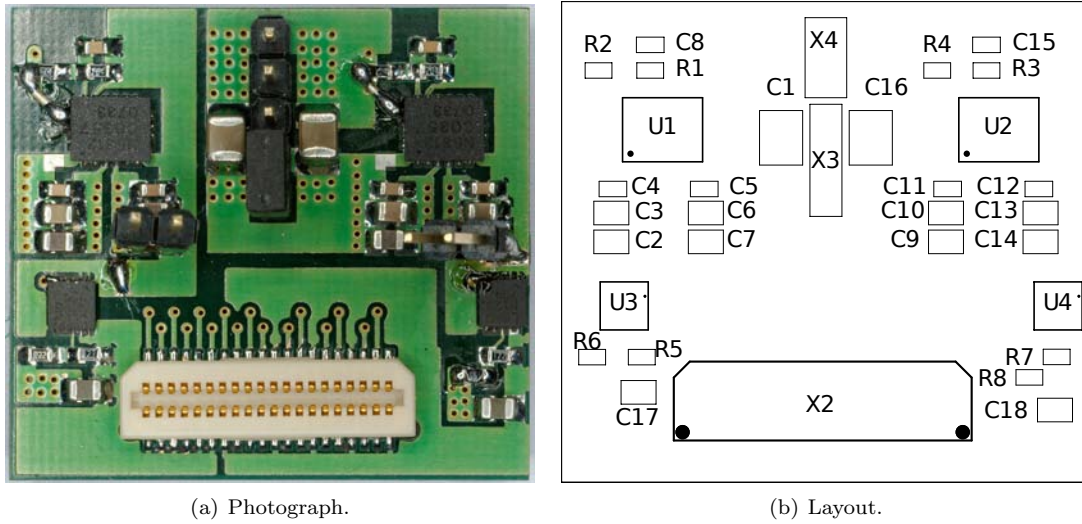 R2 C8 X4 R4 C15
R1 R3
C1 C16
U1 U2
X3
C4 C5 C11 C12
C3 C6 C10 C13
C2 C7 C9 C14
U3 U4
R6 R5 R7
R8
C17 X2 C18
(a) Photograph. (b) Layout.